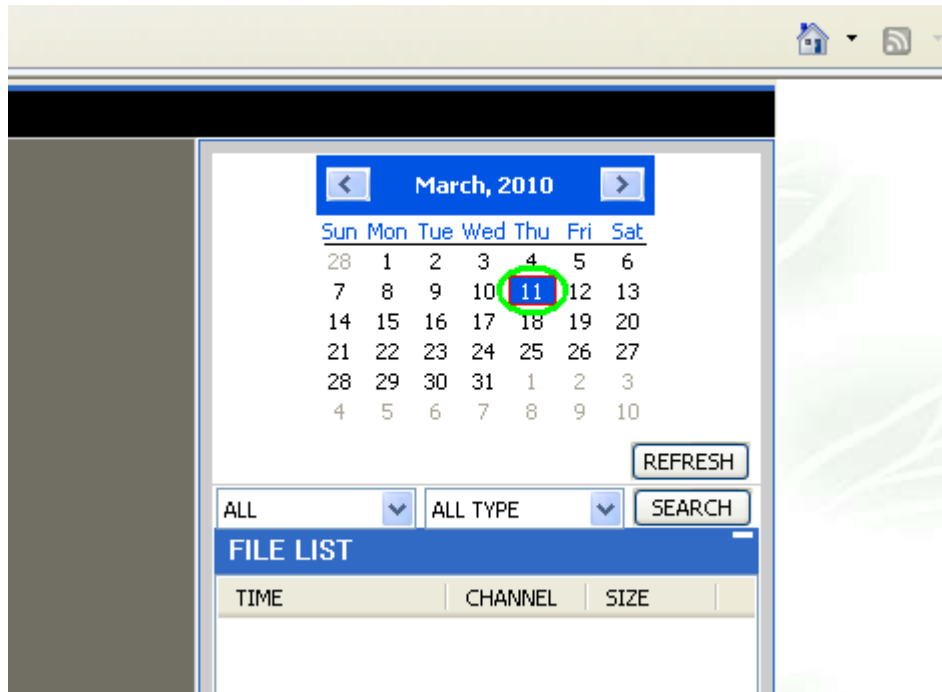 March, 2010
Sun Mon Tue Wed Thu Fri Sat
28 1 2 3 4 5 6
7 8 9 10 11 12 13
14 15 16 17 18 19 20
21 22 23 24 25 26 27
28 29 30 31 1 2 3
4 5 6 7 8 9 10
REFRESH
ALL ALL TYPE SEARCH
FILE LIST
TIME CHANNEL SIZE